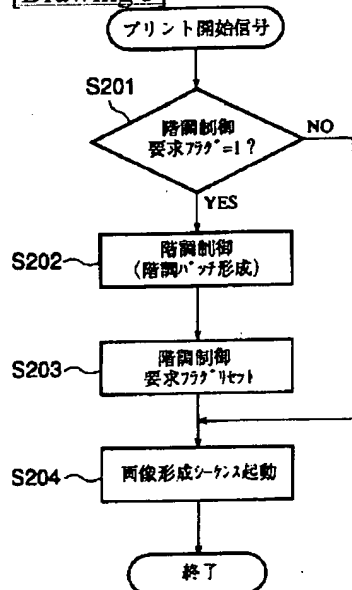 プリント開始信号
S201
階調制御
要求フラグ=1?
NO
YES
S202
階調制御
(階調パッチ形成)
S203
階調制御
要求フラグリセット
S204
画像形成シーケンス起動
終了